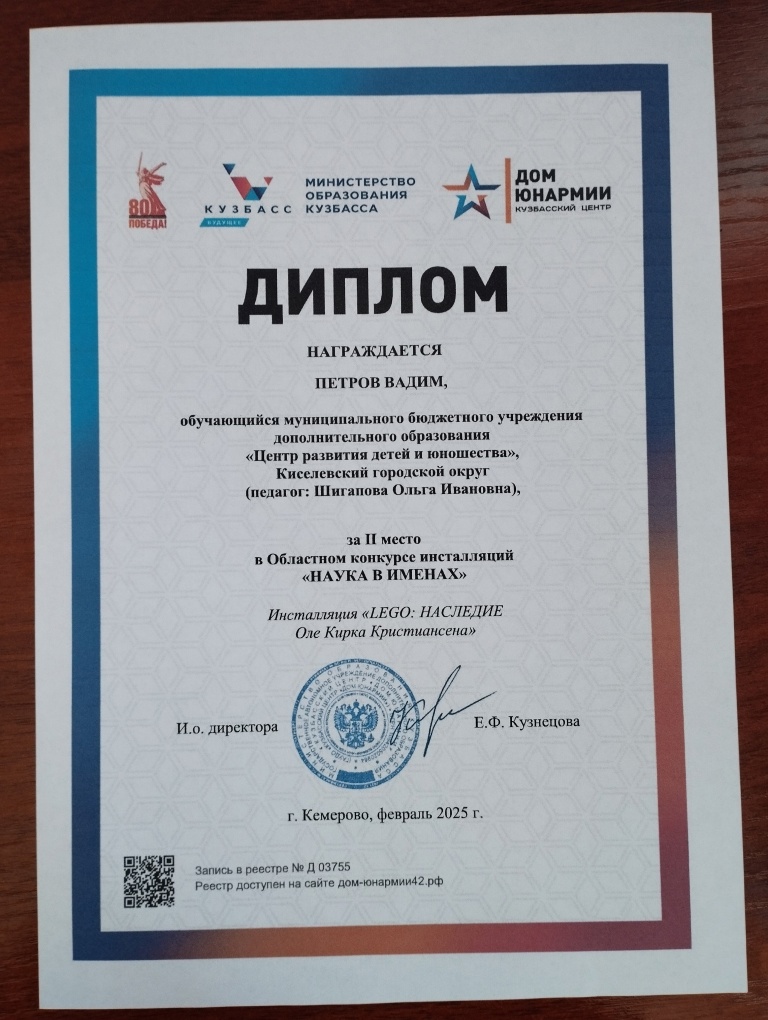 80
ПОБЕДА!
КУЗБАСС
БУДУЩЕЕ
МИНИСТЕРСТВО
ОБРАЗОВАНИЯ
КУЗБАССА
ДОМ
ЮНАРМИИ
КУЗБАССКИЙ ЦЕНТР
ДИПЛОМ
НАГРАЖДАЕТСЯ
ПЕТРОВ ВАДИМ,
обучающийся муниципального бюджетного учреждения
дополнительного образования
«Центр развития детей и юношества»,
Киселевский городской округ
(педагог: Шигапова Ольга Ивановна),
за II место
в Областном конкурсе инсталляций
«НАУКА В ИМЕНАХ»
Инсталляция «LEGO: НАСЛЕДИЕ
Оле Кирка Кристиансена»
И.о. директора
Е.Ф. Кузнецова
г. Кемерово, февраль 2025 г.
Запись в реестре № Д 03755
Реестр доступен на сайте дом-юнармии42.рф